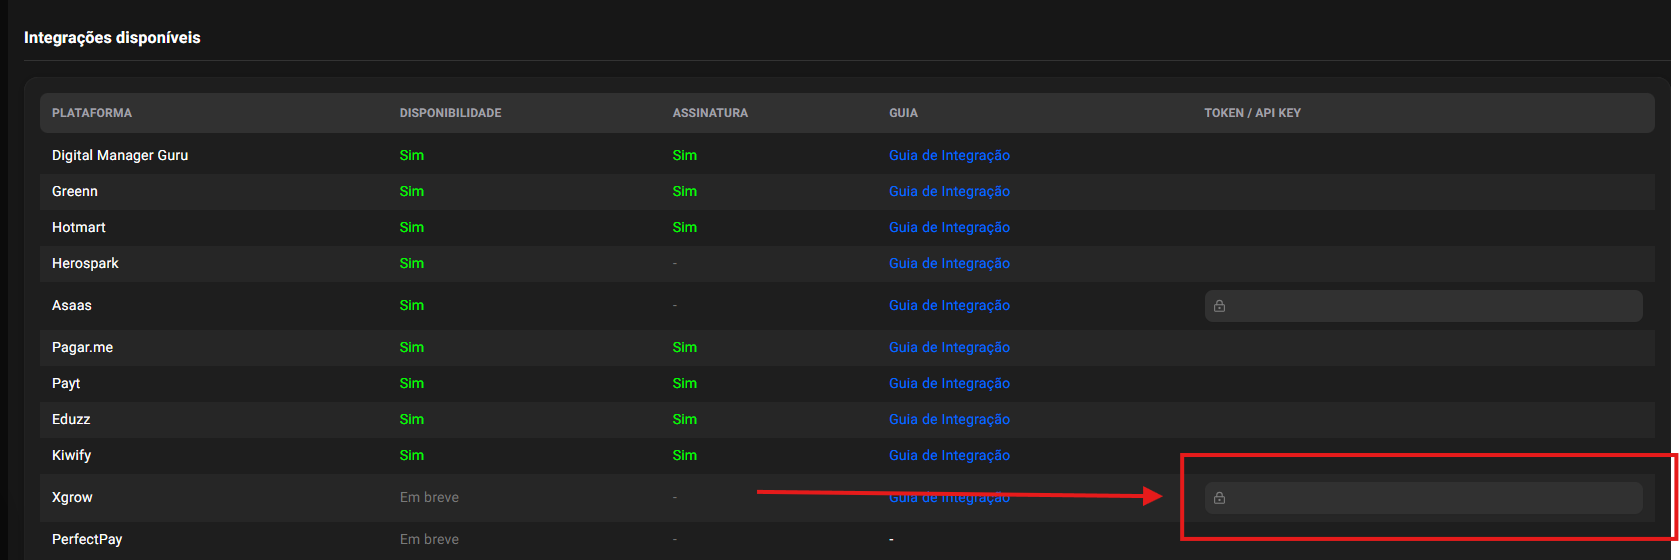 Integrações disponíveis
PLATAFORMA DISPONIBILIDADE ASSINATURA GUIA TOKEN / API KEY
Digital Manager Guru Sim Sim Guia de Integração
Greenn Sim Sim Guia de Integração
Hotmart Sim Sim Guia de Integração
Herospark Sim - Guia de Integração
Asaas Sim - Guia de Integração
Pagar.me Sim Sim Guia de Integração
Payt Sim Sim Guia de Integração
Eduzz Sim Sim Guia de Integração
Kiwify Sim Sim Guia de Integração
Xgrow Em breve - Guia de Integração
PerfectPay Em breve - -